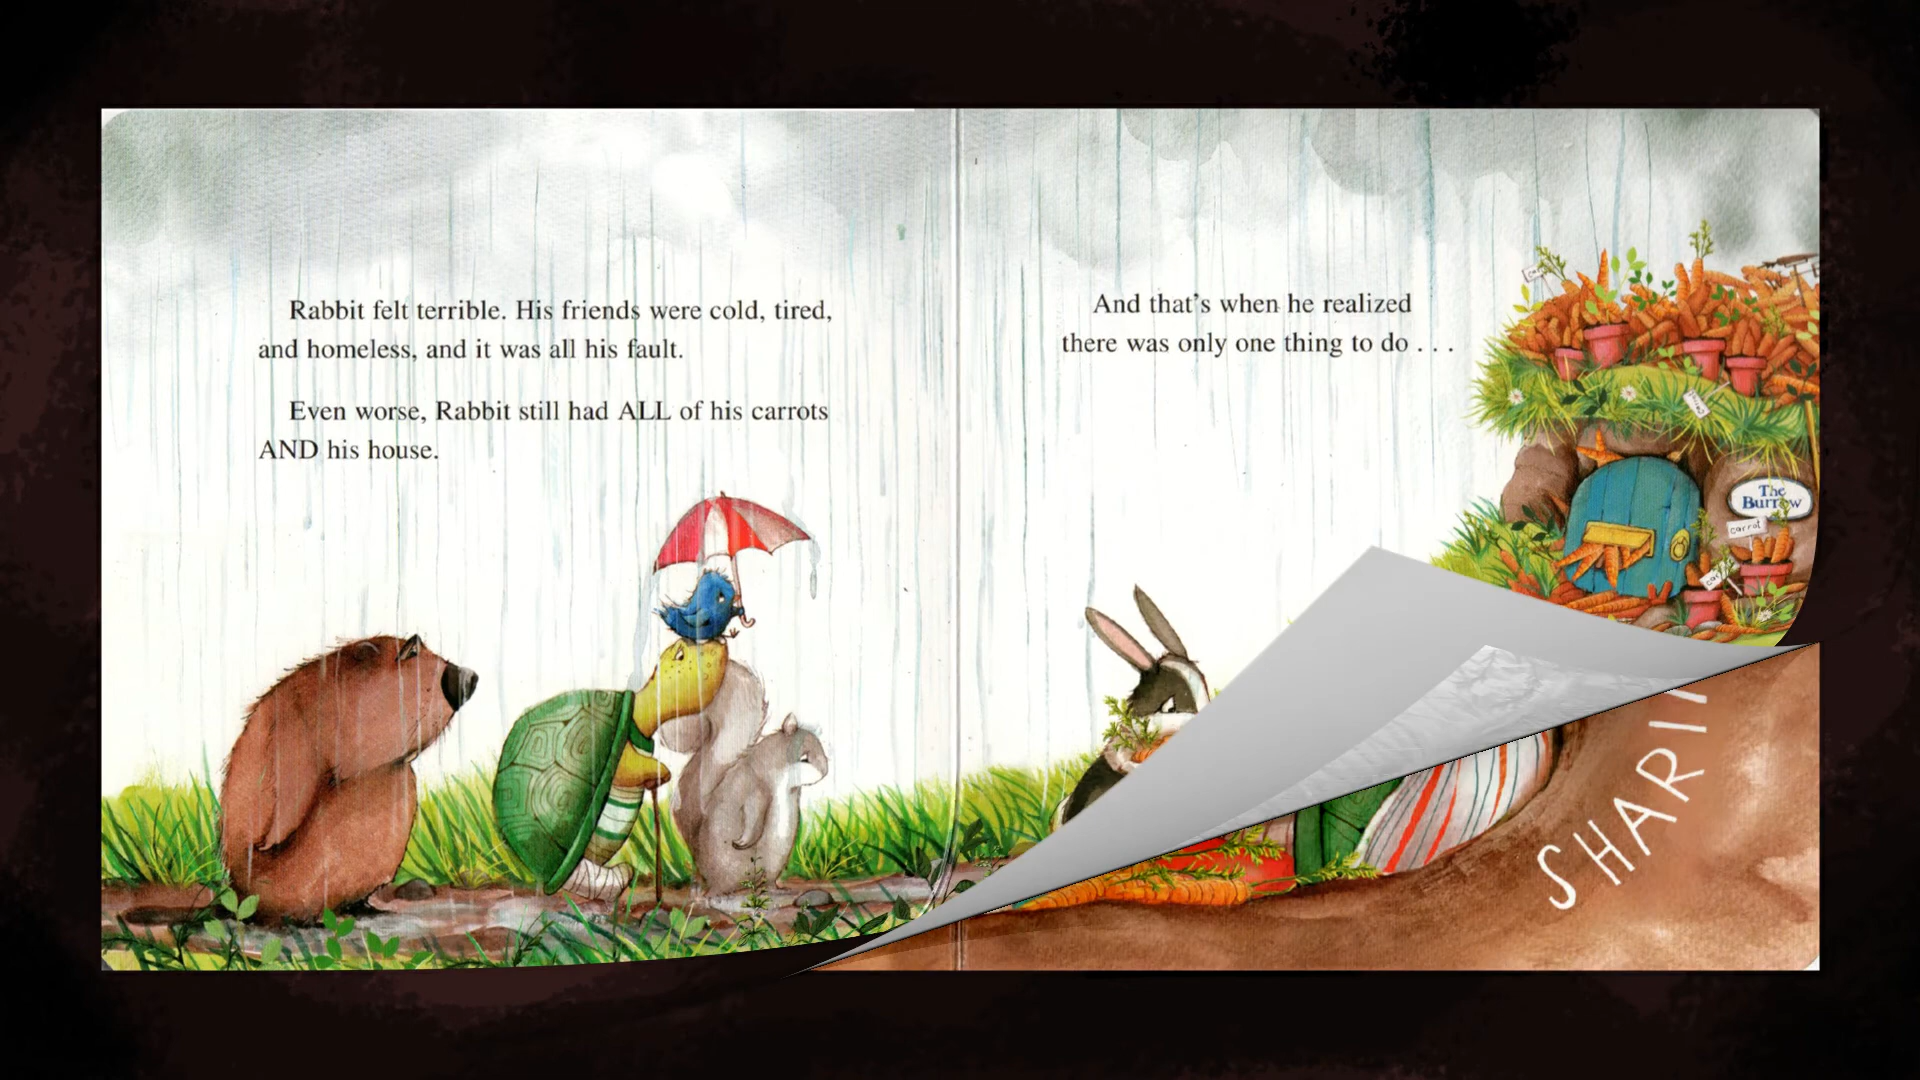 Rabbit felt terrible. His friends were cold, tired,
and homeless, and it was all his fault.
Even worse, Rabbit still had ALL of his carrots
AND his house.
And that's when he realized
there was only one thing to do . . .
The
Burrow
carrot
SHARI